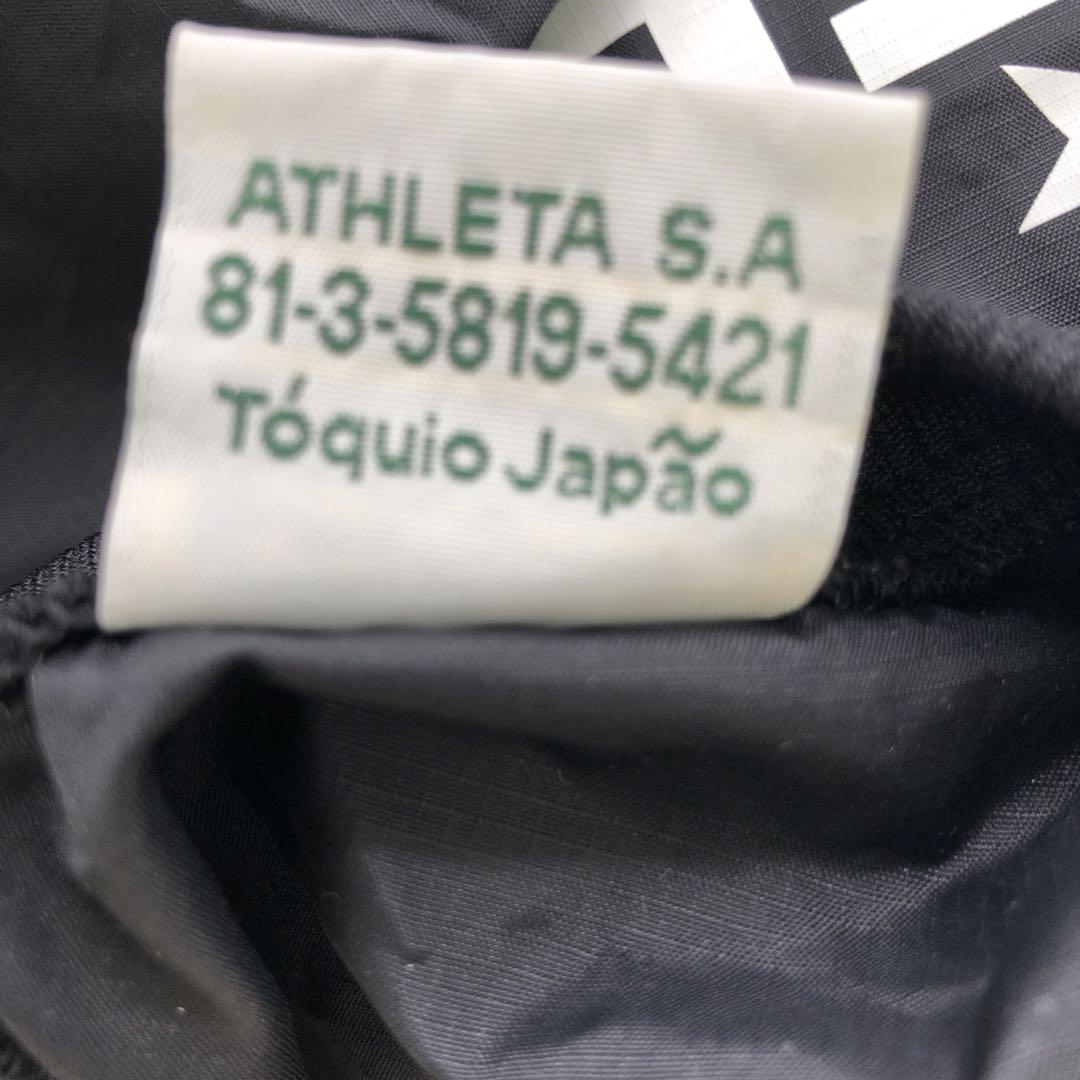 ATHLETA S.A
81-3-5819-5421
Tóquio Japão